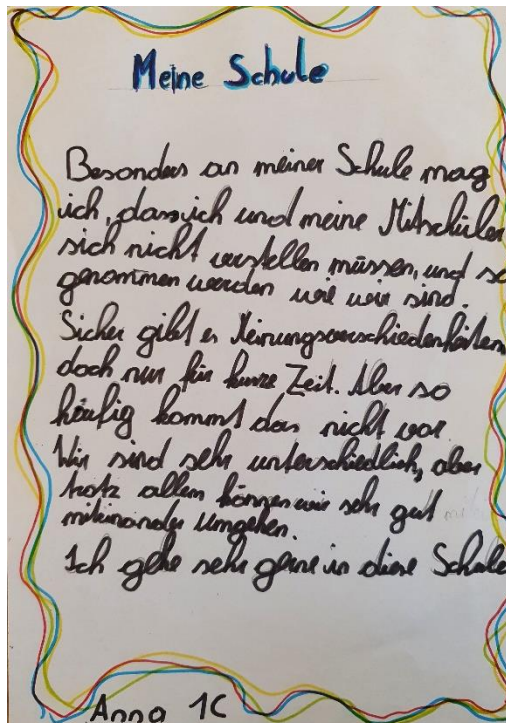 Meine Schule
Besonders an meiner Schule mag
ich, dass ich und meine Mitschüler
sich nicht verstellen müssen, und so
genommen werden wie wir sind.
Sicher gibt es Meinungsverschiedenheiten
doch nur für kurze Zeit. Aber so
häufig kommt das nicht vor
Wir sind sehr unterschiedlich, aber
trotz allem können wir sehr gut
miteinander Umgehen.
Ich gehe sehr gerne in diese Schule
Anna 1C